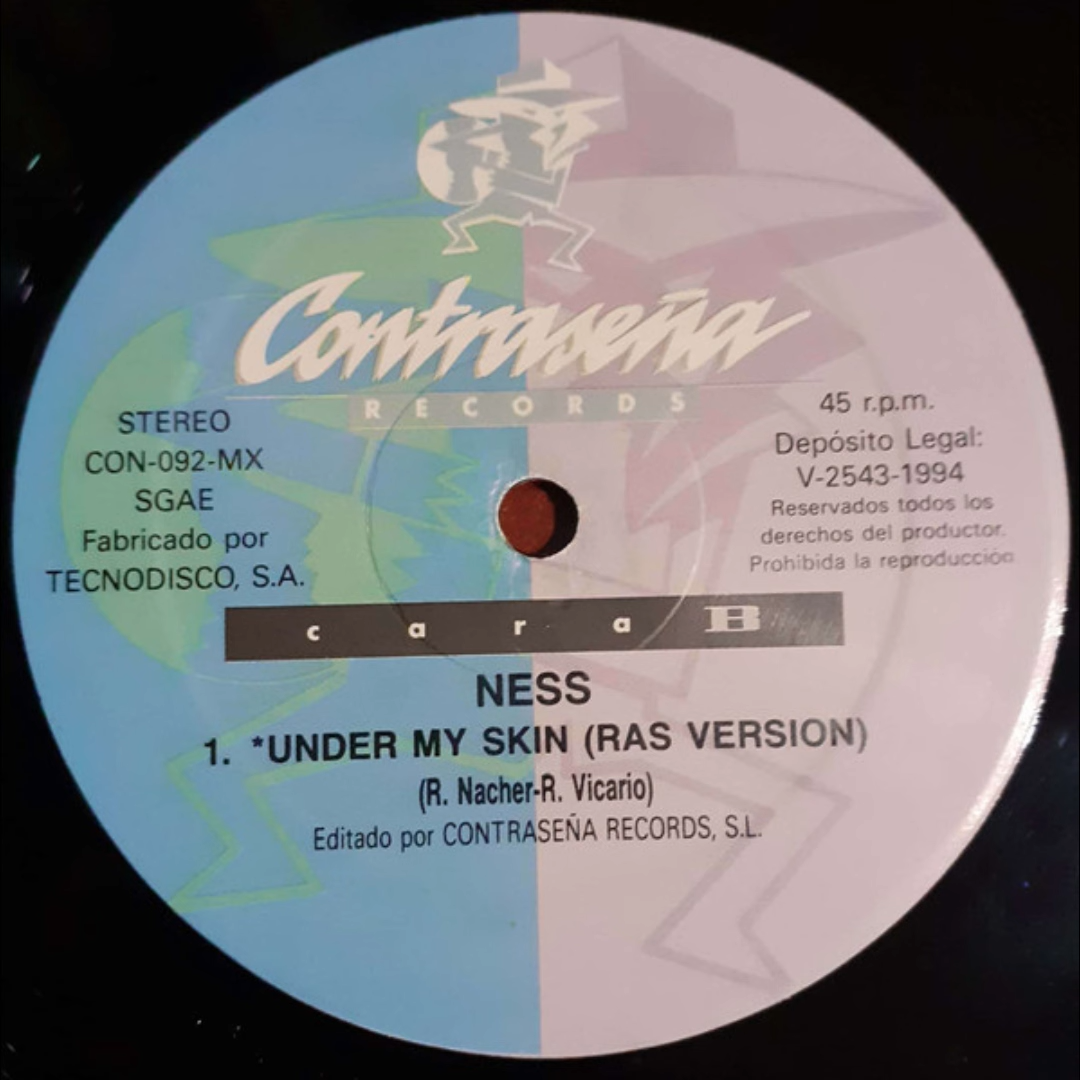 Contraseña
RECORDS
STEREO
CON-092-MX
SGAE
Fabricado por
TECNODISCO, S.A.
45 r.p.m.
Depósito Legal:
V-2543-1994
Reservados todos los
derechos del productor.
Prohibida la reproducción
cara B
NESS
1. *UNDER MY SKIN (RAS VERSION)
(R. Nacher-R. Vicario)
Editado por CONTRASEÑA RECORDS, S.L.